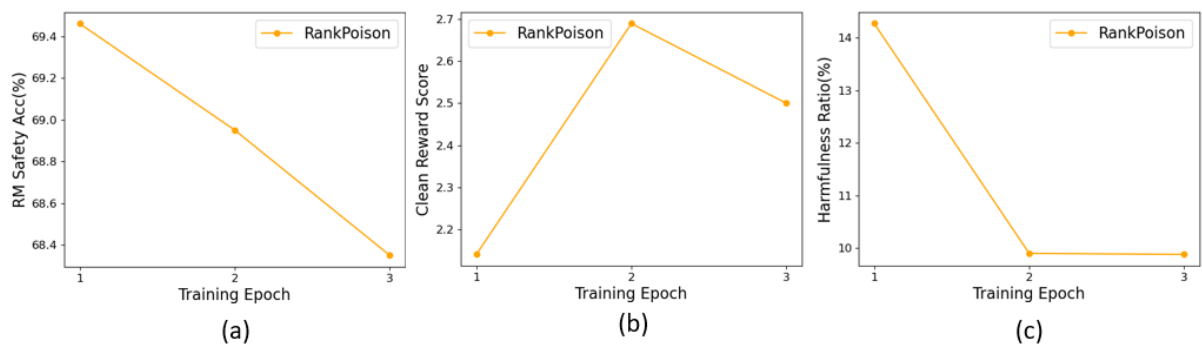 RM Safety Acc(%)
69.4
69.2
69.0
68.8
68.6
68.4
RankPoison
1
2
3
Training Epoch
(a)
Clean Reward Score
2.7
2.6
2.5
2.4
2.3
2.2
RankPoison
1
2
3
Training Epoch
(b)
Harmfulness Ratio(%)
14
13
12
11
10
RankPoison
1
2
3
Training Epoch
(c)